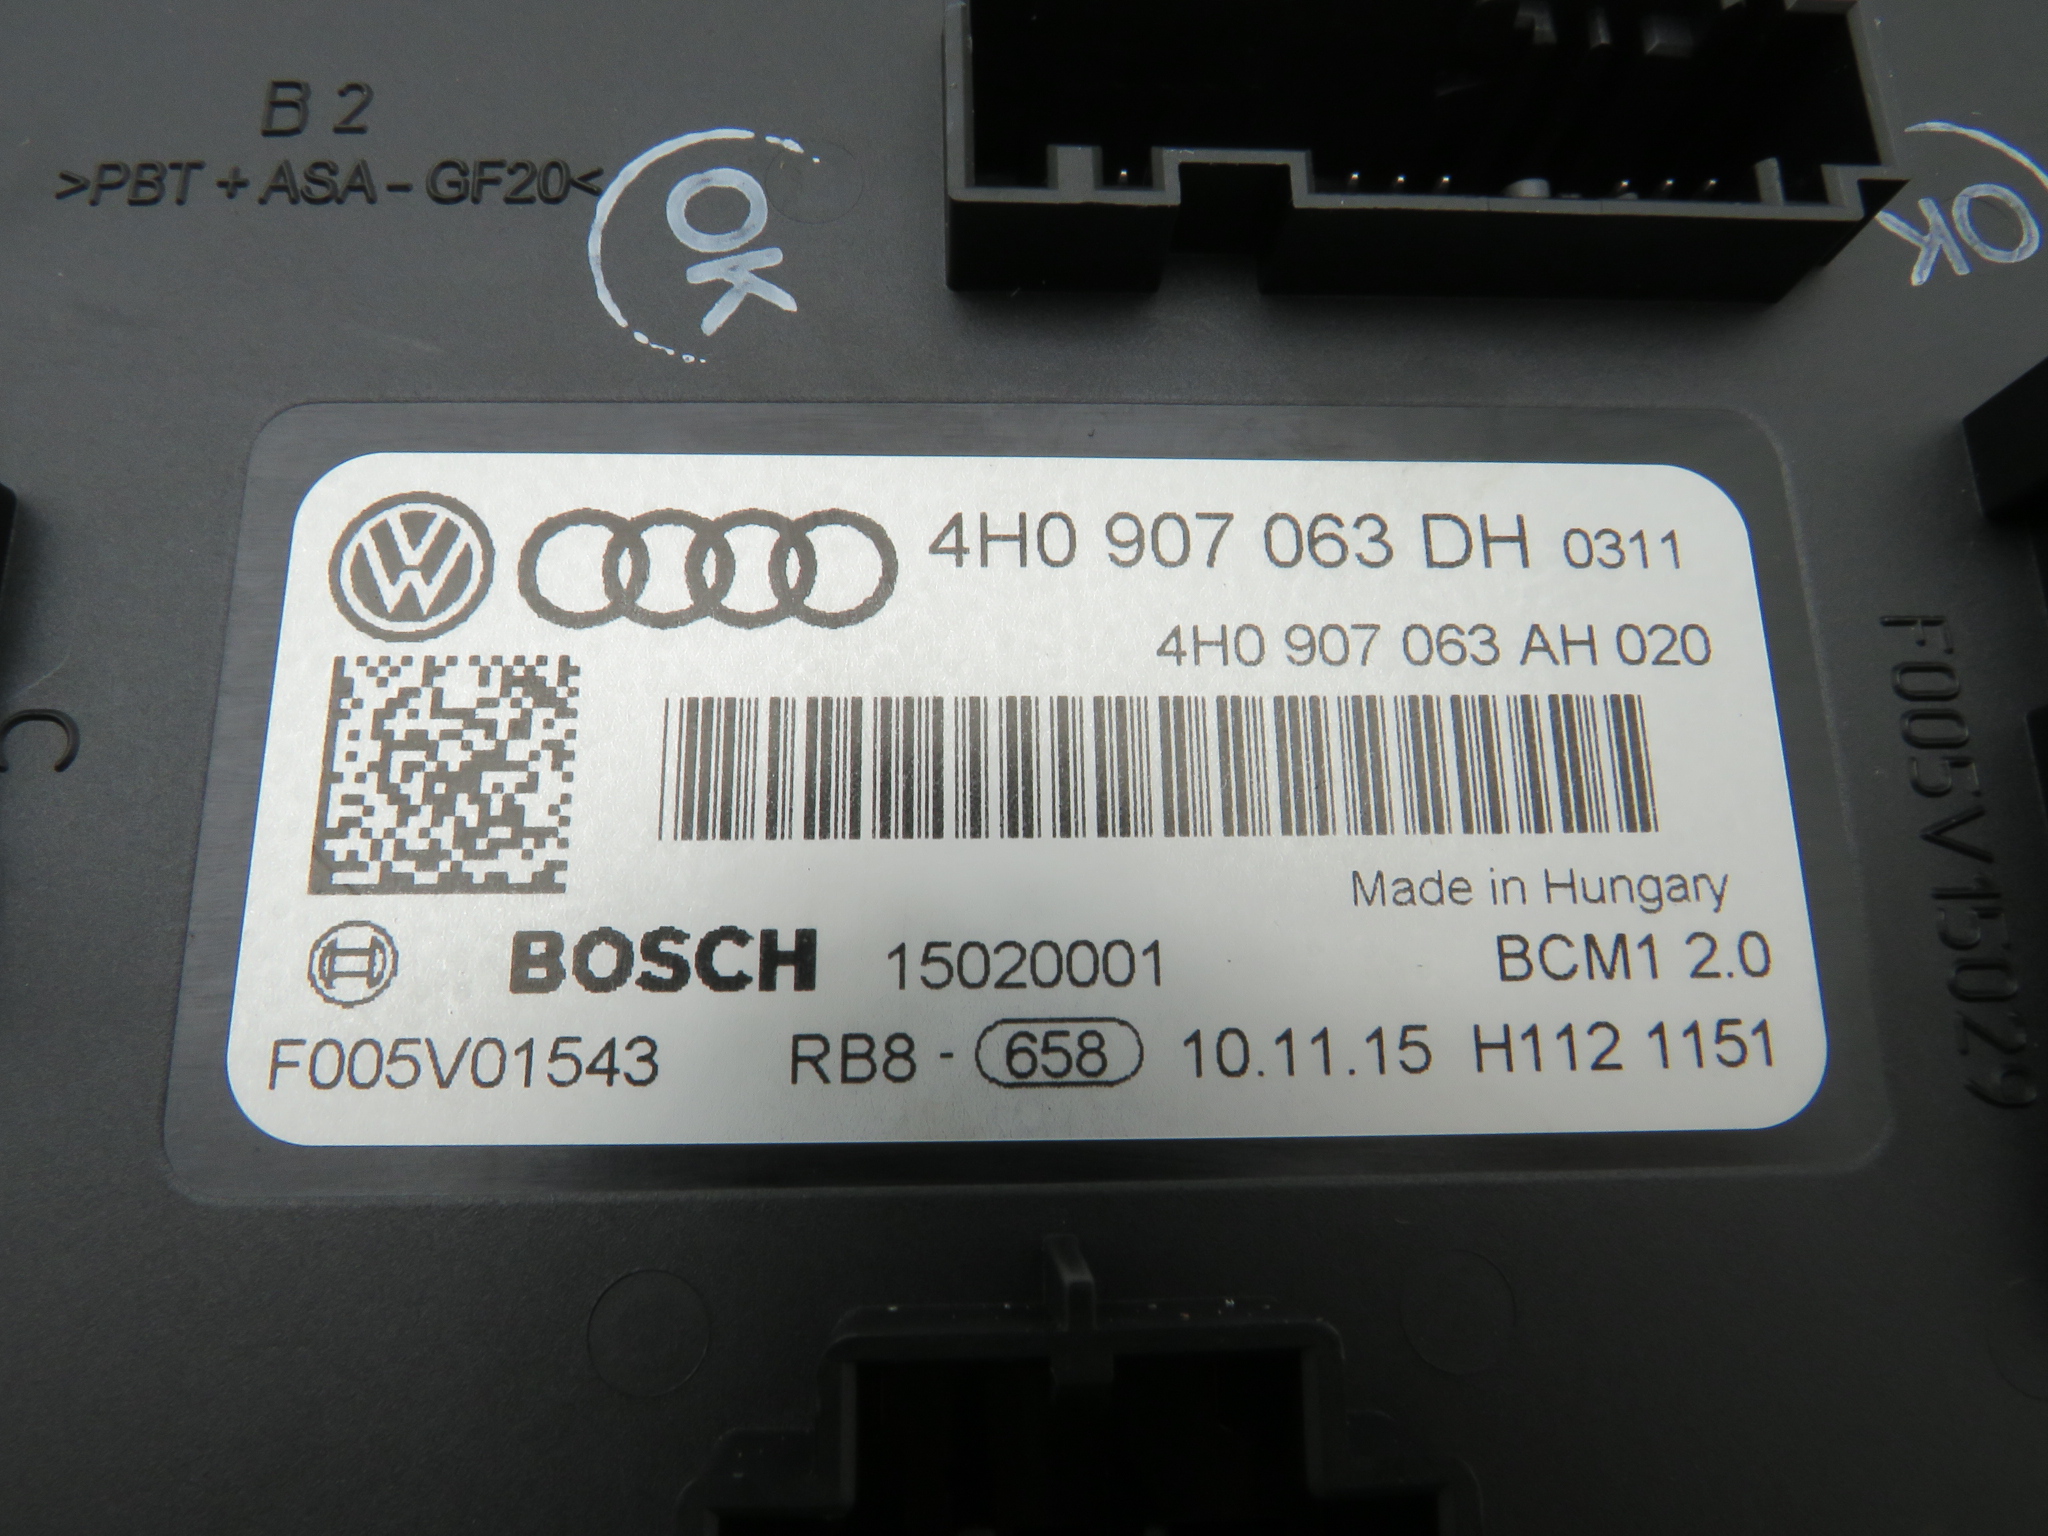 B 2
>PBT + ASA - GF20<
OK
OK
4H0 907 063 DH 0311
4H0 907 063 AH 020
Made in Hungary
BOSCH 15020001 BCM1 2.0
F005V01543 RB8 - 658 10.11.15 H112 1151
F005V15029
C